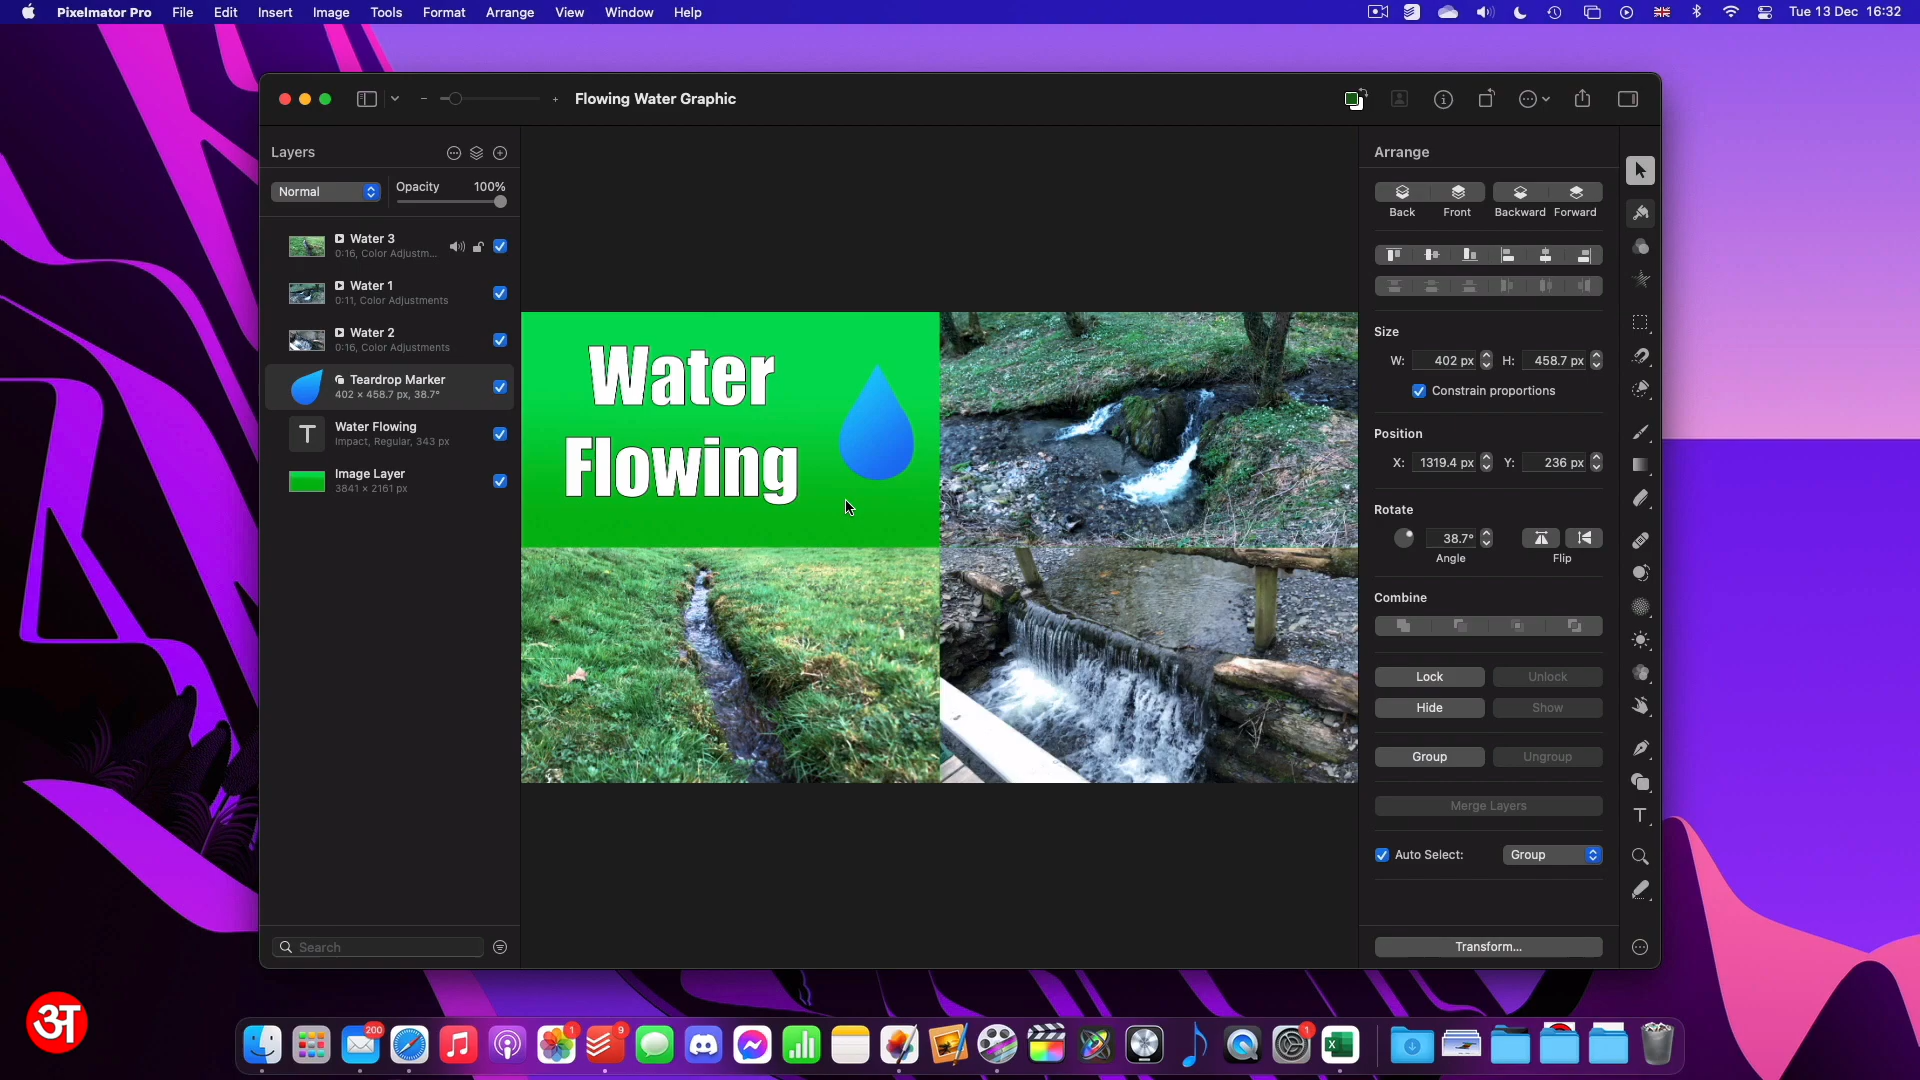 Pixelmator Pro File Edit Insert Image Tools Format Arrange View Window Help Tue 13 Dec 16:32
Flowing Water Graphic
Layers
Normal
Opacity 100%
Water 3
0:16, Color Adjustm...
Water 1
0:11, Color Adjustments
Water 2
0:16, Color Adjustments
Teardrop Marker
402 × 458.7 px, 38.7°
T
Water Flowing
Impact, Regular, 343 px
Image Layer
3841 × 2161 px
Search
Water
Flowing
Arrange
Back Front Backward Forward
Size
W: 402 px H: 458.7 px
Constrain proportions
Position
X: 1319.4 px Y: 236 px
Rotate
38.7°
Angle Flip
Combine
Lock Unlock
Hide Show
Group Ungroup
Merge Layers
Auto Select: Group
Transform...
T
अ
200
1
9
1
X